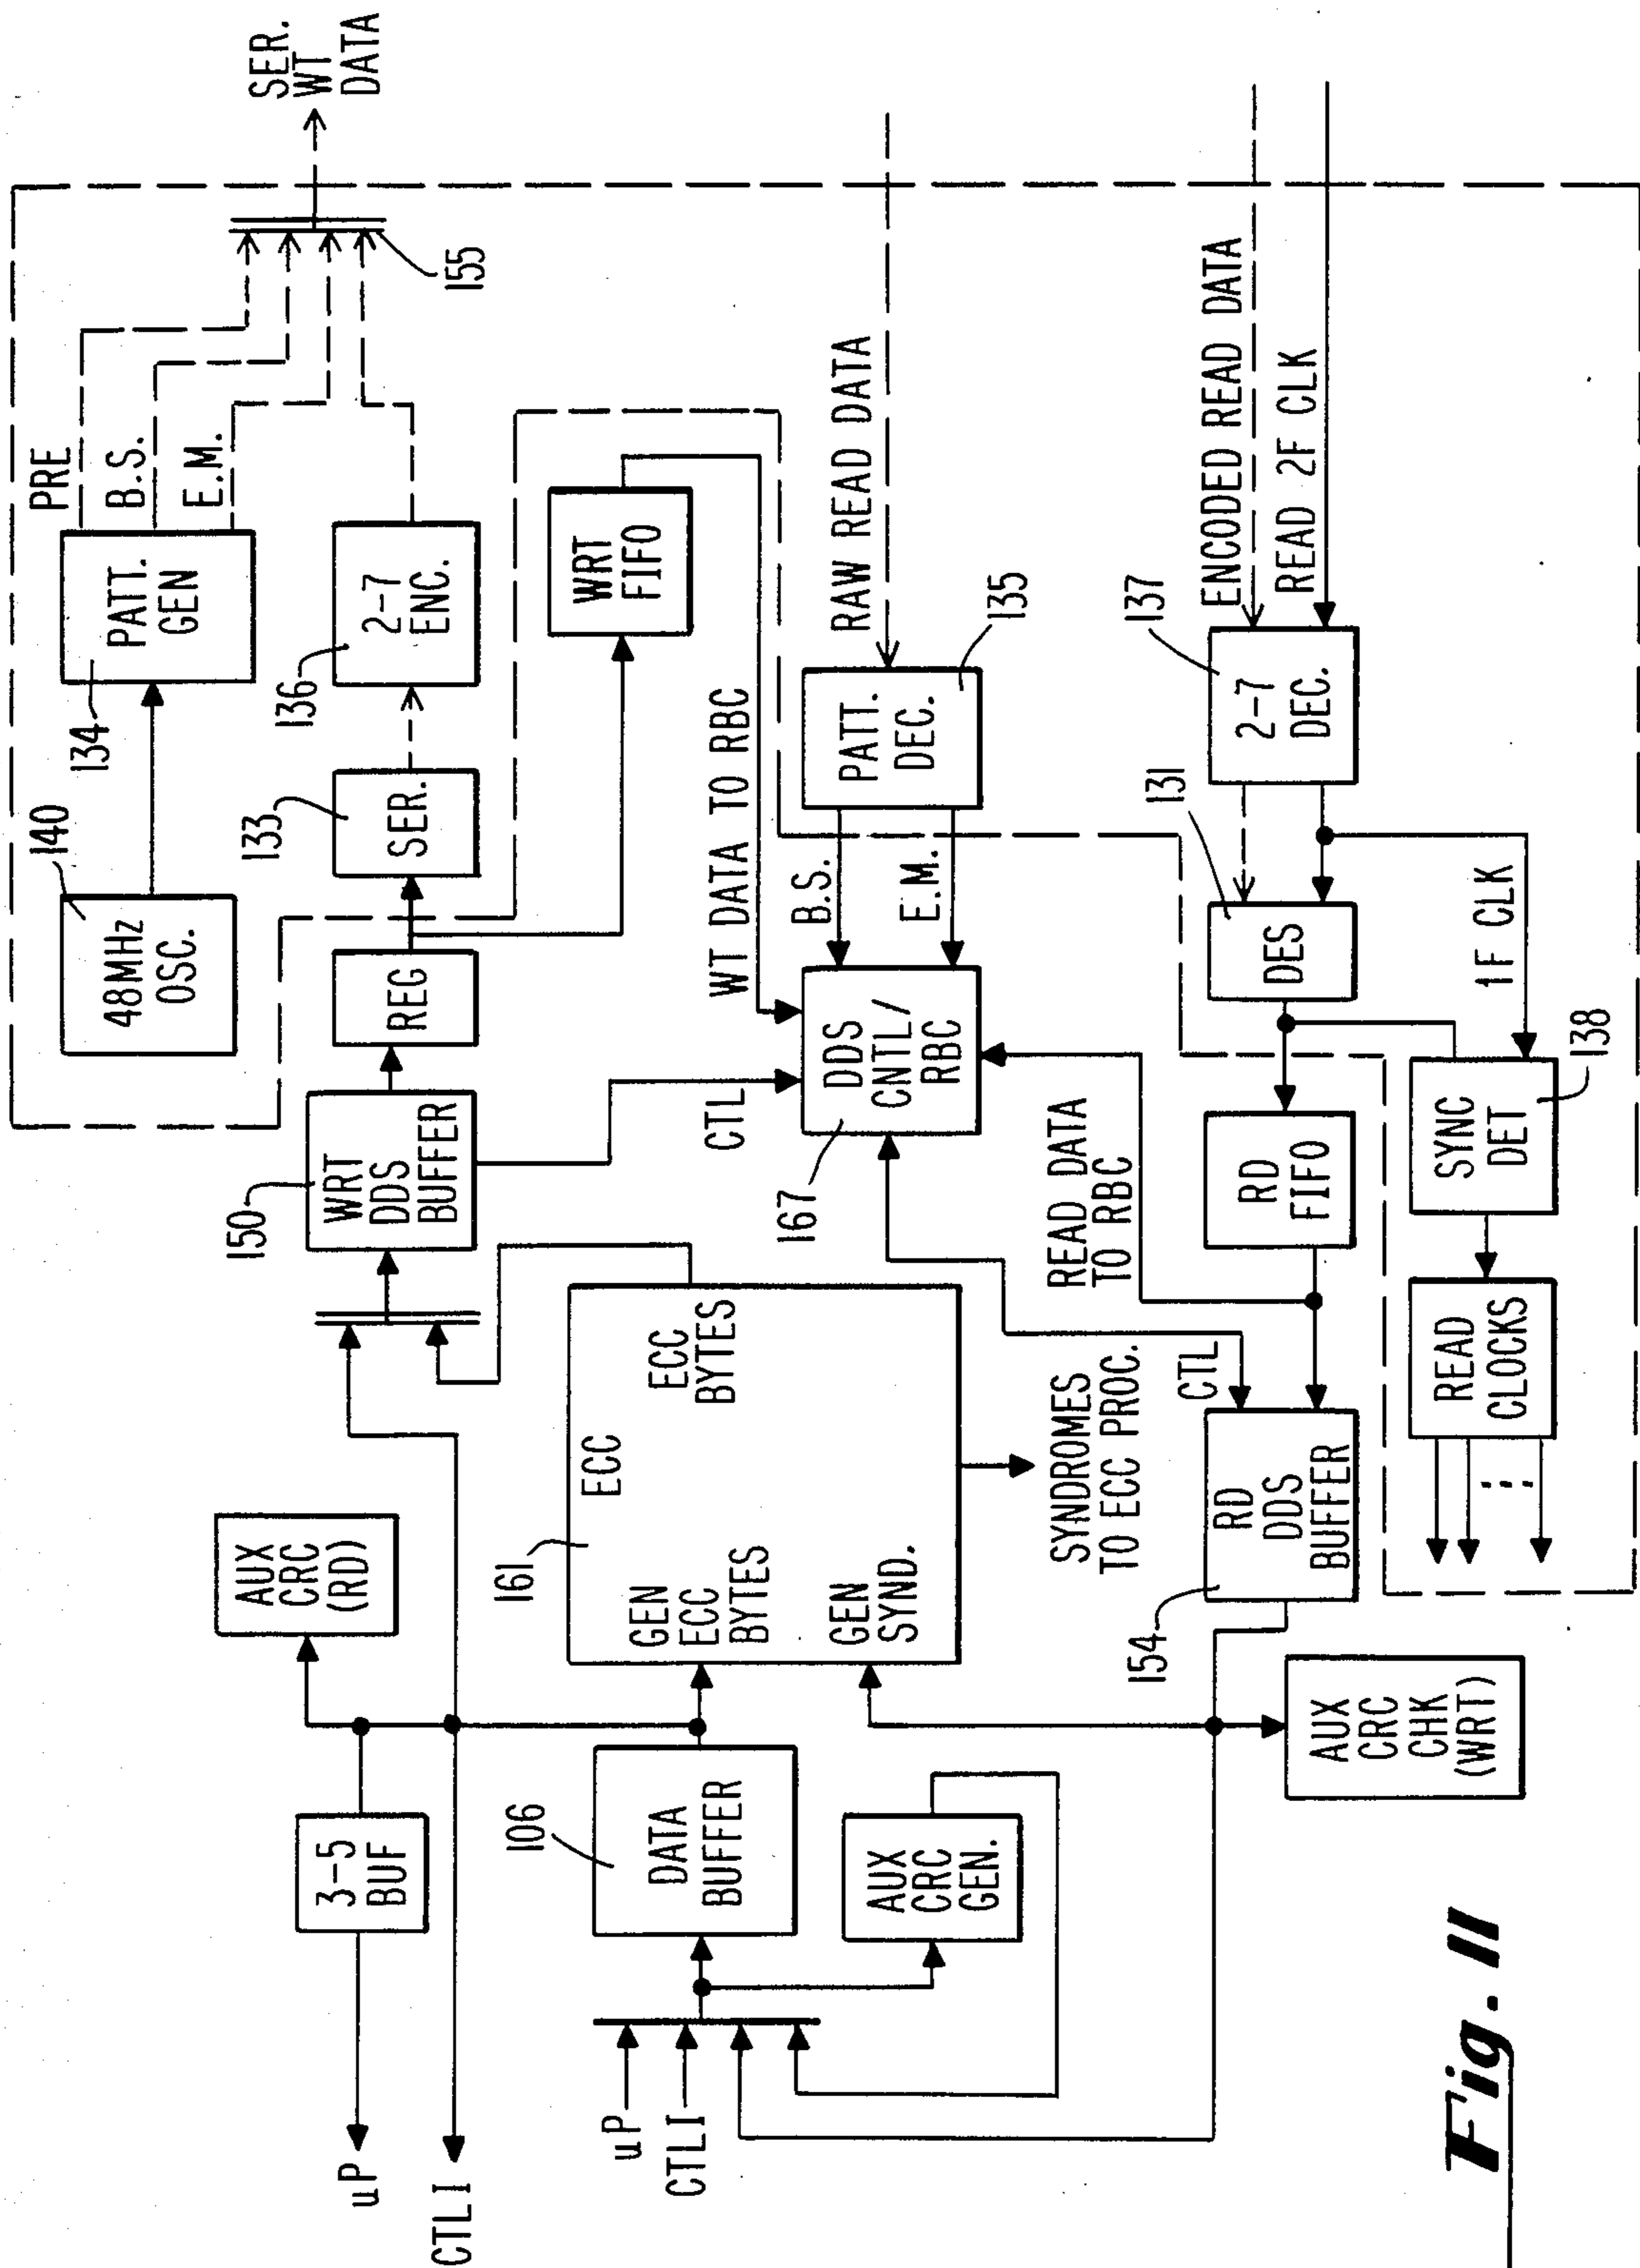 uP
CTLI
3-5
BUF
AUX
CRC
(RD)
150
WRT
DDS
BUFFER
REG
133
SER.
136
2-7
ENC.
140
48MHz
OSC.
134
PATT.
GEN
PRE
B.S.
E.M.
155
SER.
WT
DATA
uP
CTLI
106
DATA
BUFFER
AUX
CRC
GEN.
161
ECC
GEN
ECC
BYTES
ECC
BYTES
GEN
SYND.
SYNDROMES
TO ECC PROC.
CTL
WRT
FIFO
WT DATA TO RBC
167
DDS
CNTL/
RBC
B.S.
E.M.
PATT.
DEC.
135
RAW READ DATA
READ DATA
TO RBC
CTL
154
RD
DDS
BUFFER
RD
FIFO
131
DES
137
2-7
DEC.
ENCODED READ DATA
READ 2F CLK
1F CLK
AUX
CRC
CHK
(WRT)
READ
CLOCKS
SYNC
DET
138
Fig. 11